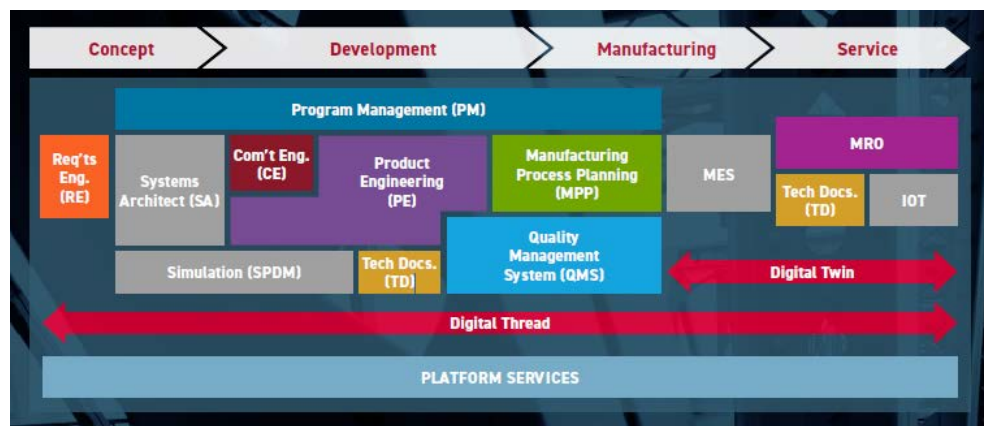 Concept
Development
Manufacturing
Service
Program Management (PM)
Req'ts
Eng.
(RE)
Systems
Architect (SA)
Com't Eng.
(CE)
Product
Engineering
(PE)
Manufacturing
Process Planning
(MPP)
MES
MRO
Tech Docs.
(TD)
IOT
Simulation (SPDM)
Tech Docs.
(TD)
Quality
Management
System (QMS)
Digital Twin
Digital Thread
PLATFORM SERVICES